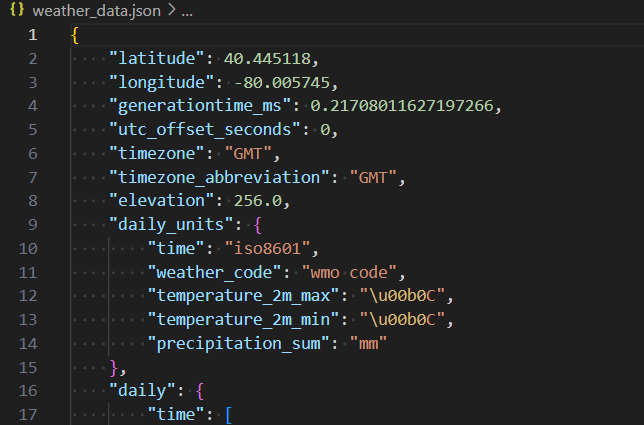 {} weather_data.json > ...
1 {
2 "latitude": 40.445118,
3 "longitude": -80.005745,
4 "generationtime_ms": 0.21708011627197266,
5 "utc_offset_seconds": 0,
6 "timezone": "GMT",
7 "timezone_abbreviation": "GMT",
8 "elevation": 256.0,
9 "daily_units": {
10 "time": "iso8601",
11 "weather_code": "wmo code",
12 "temperature_2m_max": "\u00b0C",
13 "temperature_2m_min": "\u00b0C",
14 "precipitation_sum": "mm"
15 },
16 "daily": {
17 "time": [